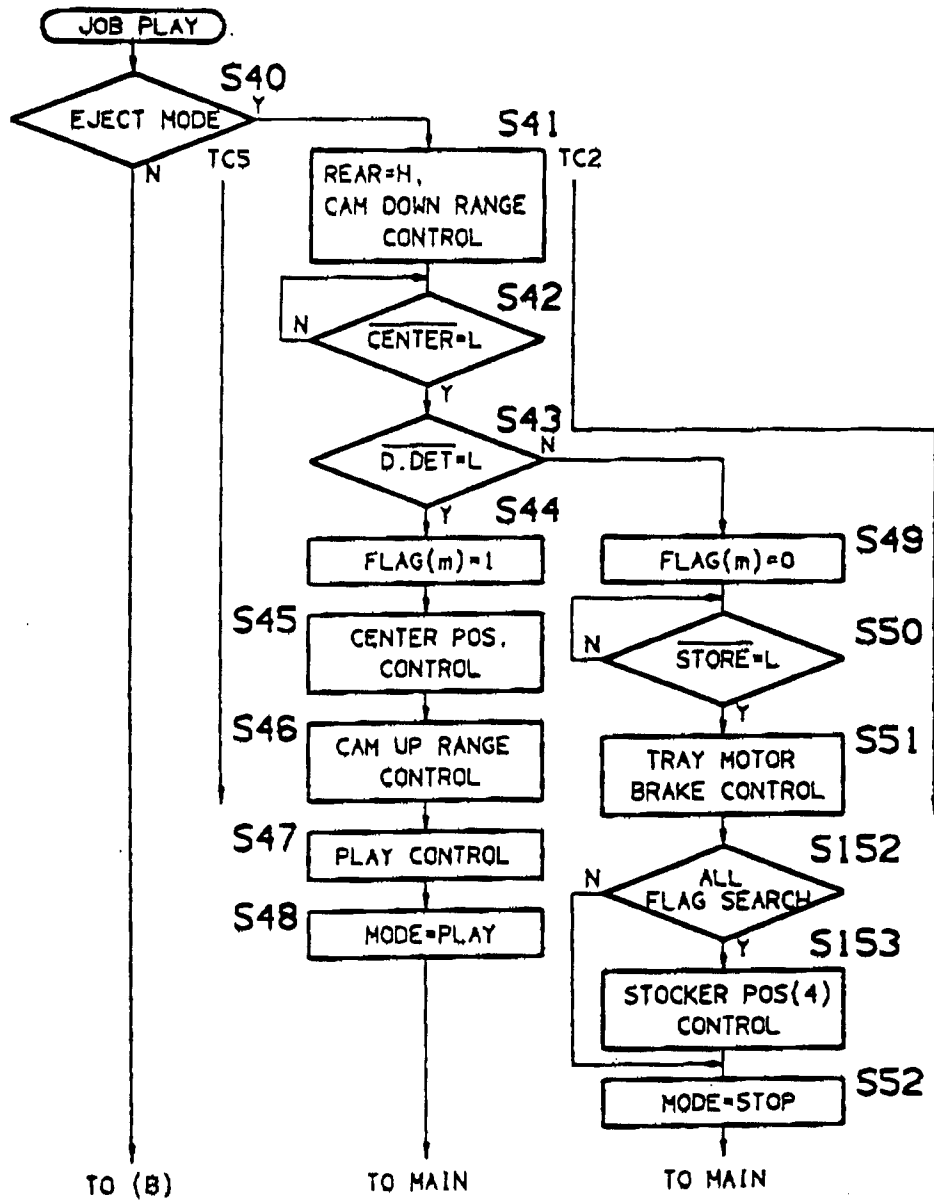 JOB PLAY
S40
EJECT MODE
Y
N
TC5
S41
TC2
REAR=H,
CAM DOWN RANGE
CONTROL
S42
N
CENTER=L
Y
S43
D.DET=L
N
Y
S44
FLAG(m)=1
S49
FLAG(m)=0
S45
CENTER POS.
CONTROL
S50
N
STORE=L
Y
S46
CAM UP RANGE
CONTROL
S51
TRAY MOTOR
BRAKE CONTROL
S47
PLAY CONTROL
S152
N
ALL
FLAG SEARCH
Y
S48
MODE=PLAY
S153
STOCKER POS(4)
CONTROL
S52
MODE=STOP
TO (B)
TO MAIN
TO MAIN